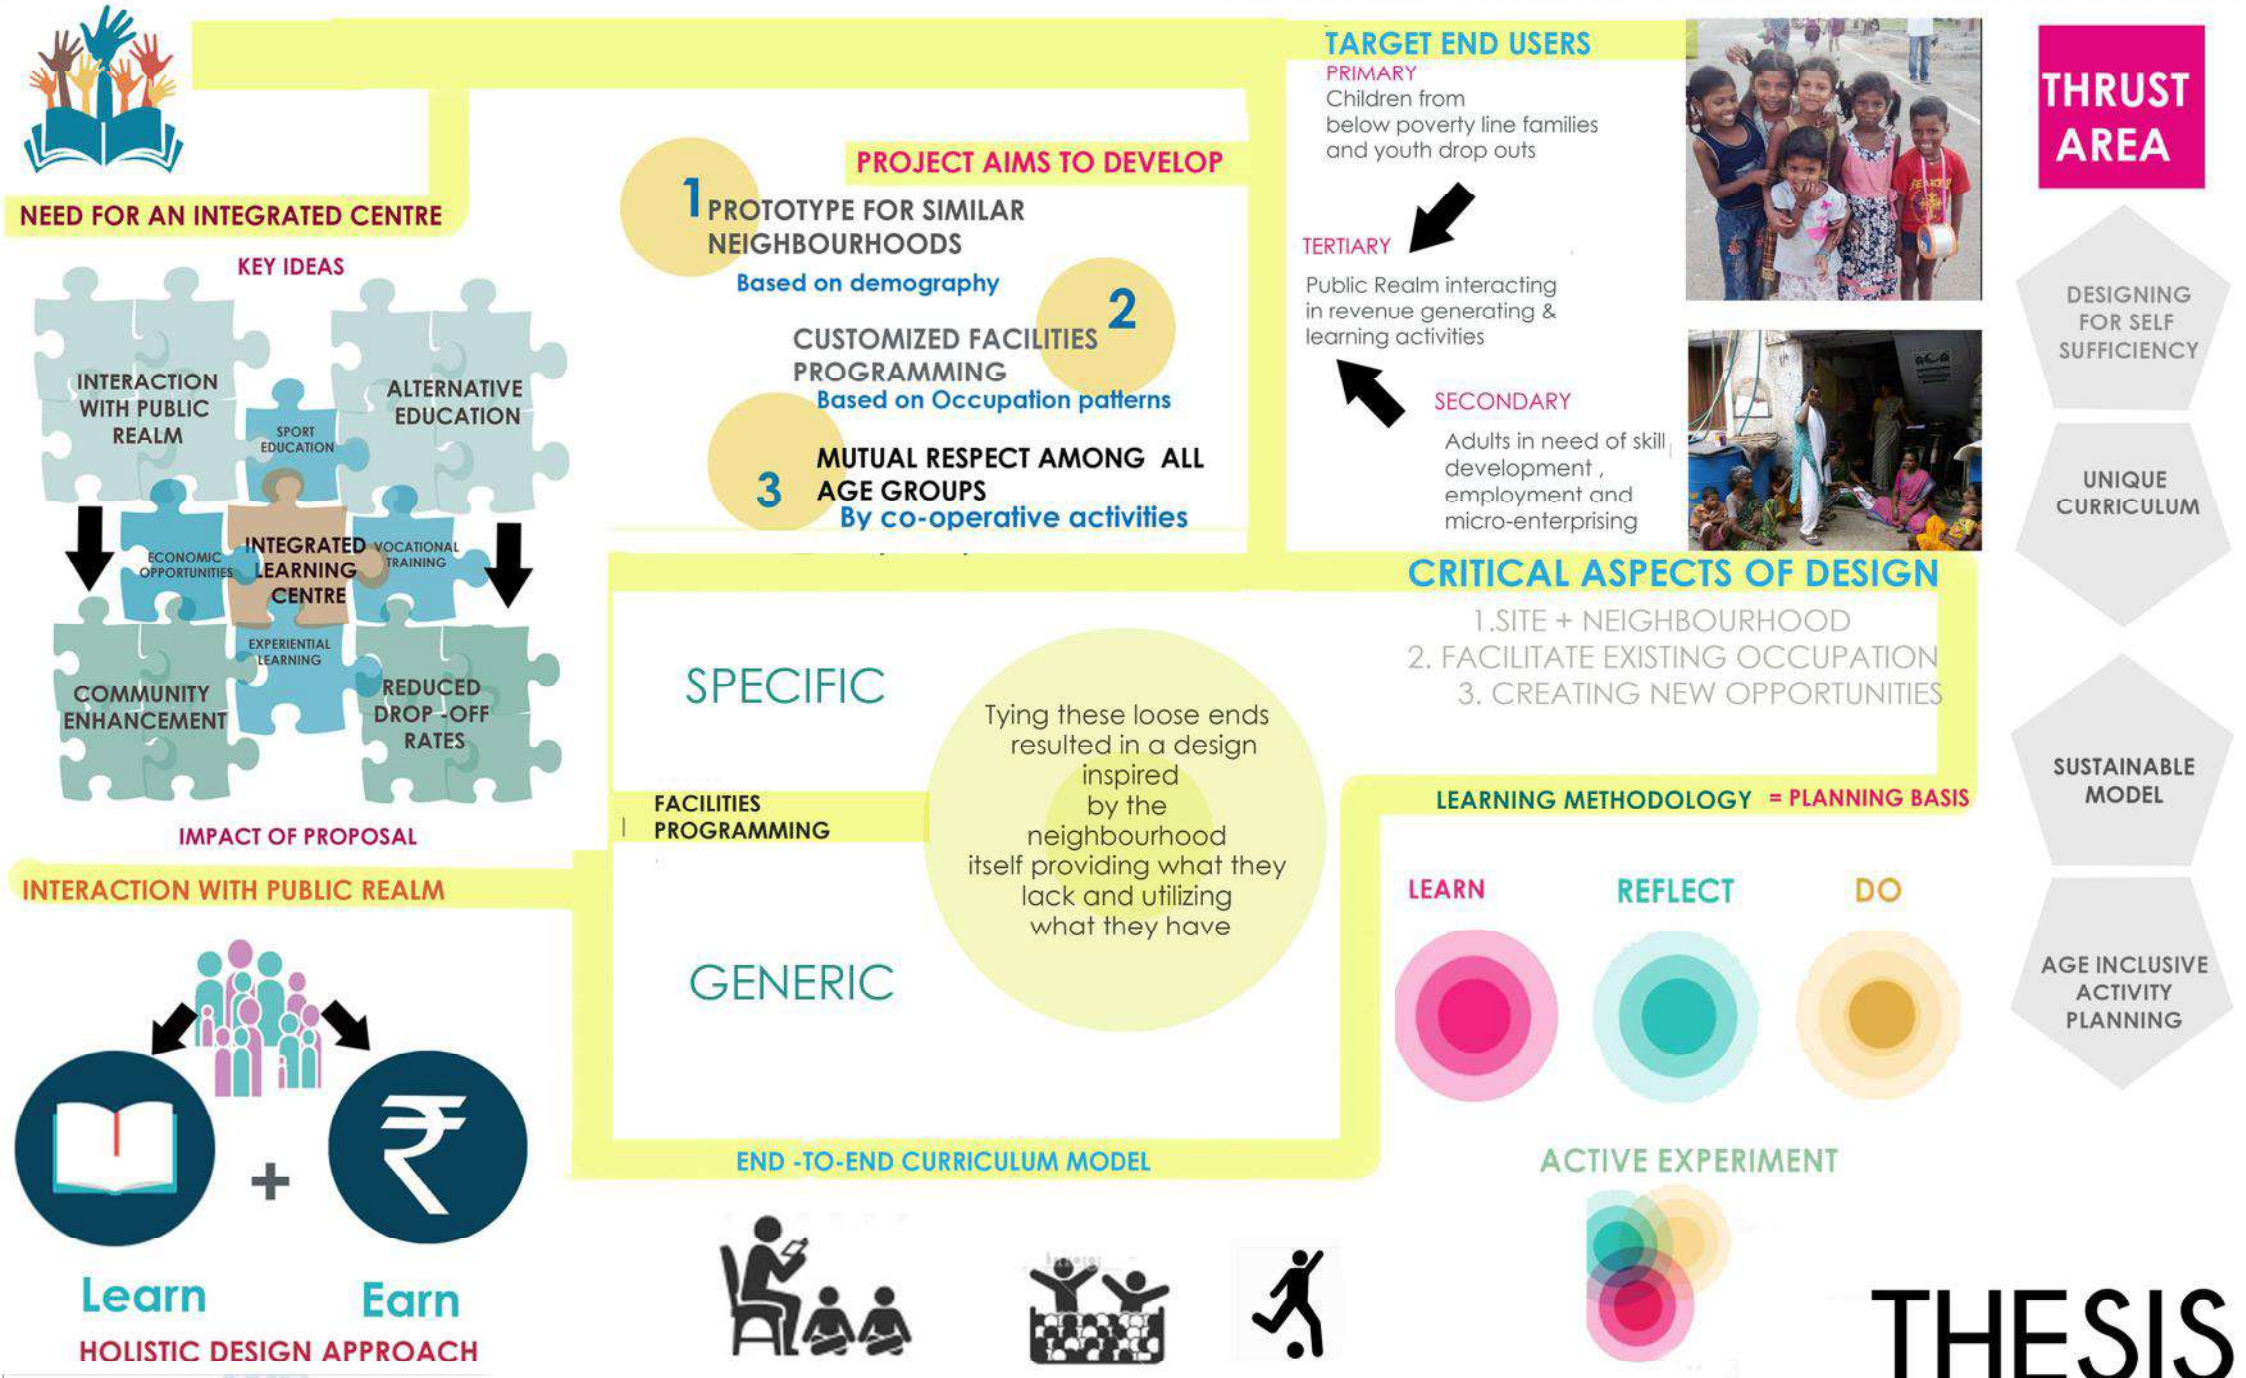 NEED FOR AN INTEGRATED CENTRE
KEY IDEAS
INTERACTION
WITH PUBLIC
REALM
SPORT
EDUCATION
ALTERNATIVE
EDUCATION
ECONOMIC
OPPORTUNITIES
INTEGRATED
LEARNING
CENTRE
VOCATIONAL
TRAINING
EXPERIENTIAL
LEARNING
COMMUNITY
ENHANCEMENT
REDUCED
DROP -OFF
RATES
IMPACT OF PROPOSAL
INTERACTION WITH PUBLIC REALM
₹
+
Learn
Earn
HOLISTIC DESIGN APPROACH
PROJECT AIMS TO DEVELOP
1
PROTOTYPE FOR SIMILAR
NEIGHBOURHOODS
Based on demography
2
CUSTOMIZED FACILITIES
PROGRAMMING
Based on Occupation patterns
3
MUTUAL RESPECT AMONG ALL
AGE GROUPS
By co-operative activities
SPECIFIC
FACILITIES
PROGRAMMING
GENERIC
Tying these loose ends
resulted in a design
inspired
by the
neighbourhood
itself providing what they
lack and utilizing
what they have
END -TO-END CURRICULUM MODEL
TARGET END USERS
PRIMARY
Children from
below poverty line families
and youth drop outs
TERTIARY
Public Realm interacting
in revenue generating &
learning activities
SECONDARY
Adults in need of skill
development ,
employment and
micro-enterprising
CRITICAL ASPECTS OF DESIGN
1.SITE + NEIGHBOURHOOD
2. FACILITATE EXISTING OCCUPATION
3. CREATING NEW OPPORTUNITIES
LEARNING METHODOLOGY = PLANNING BASIS
LEARN
REFLECT
DO
ACTIVE EXPERIMENT
THRUST
AREA
DESIGNING
FOR SELF
SUFFICIENCY
UNIQUE
CURRICULUM
SUSTAINABLE
MODEL
AGE INCLUSIVE
ACTIVITY
PLANNING
THESIS